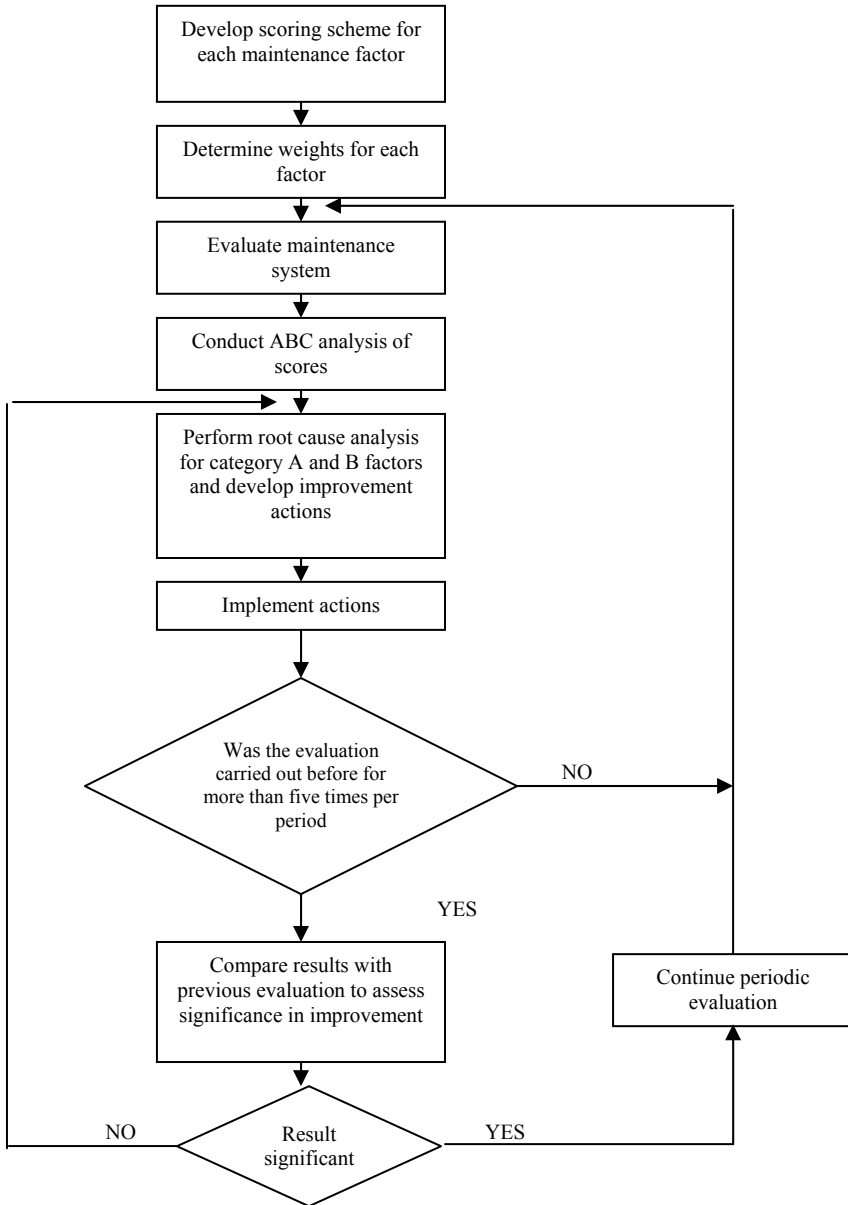 Develop scoring scheme for
each maintenance factor
Determine weights for each
factor
Evaluate maintenance
system
Conduct ABC analysis of
scores
Perform root cause analysis
for category A and B factors
and develop improvement
actions
Implement actions
Was the evaluation
carried out before for
more than five times per
period
NO
YES
Compare results with
previous evaluation to assess
significance in improvement
Continue periodic
evaluation
NO
Result
significant
YES